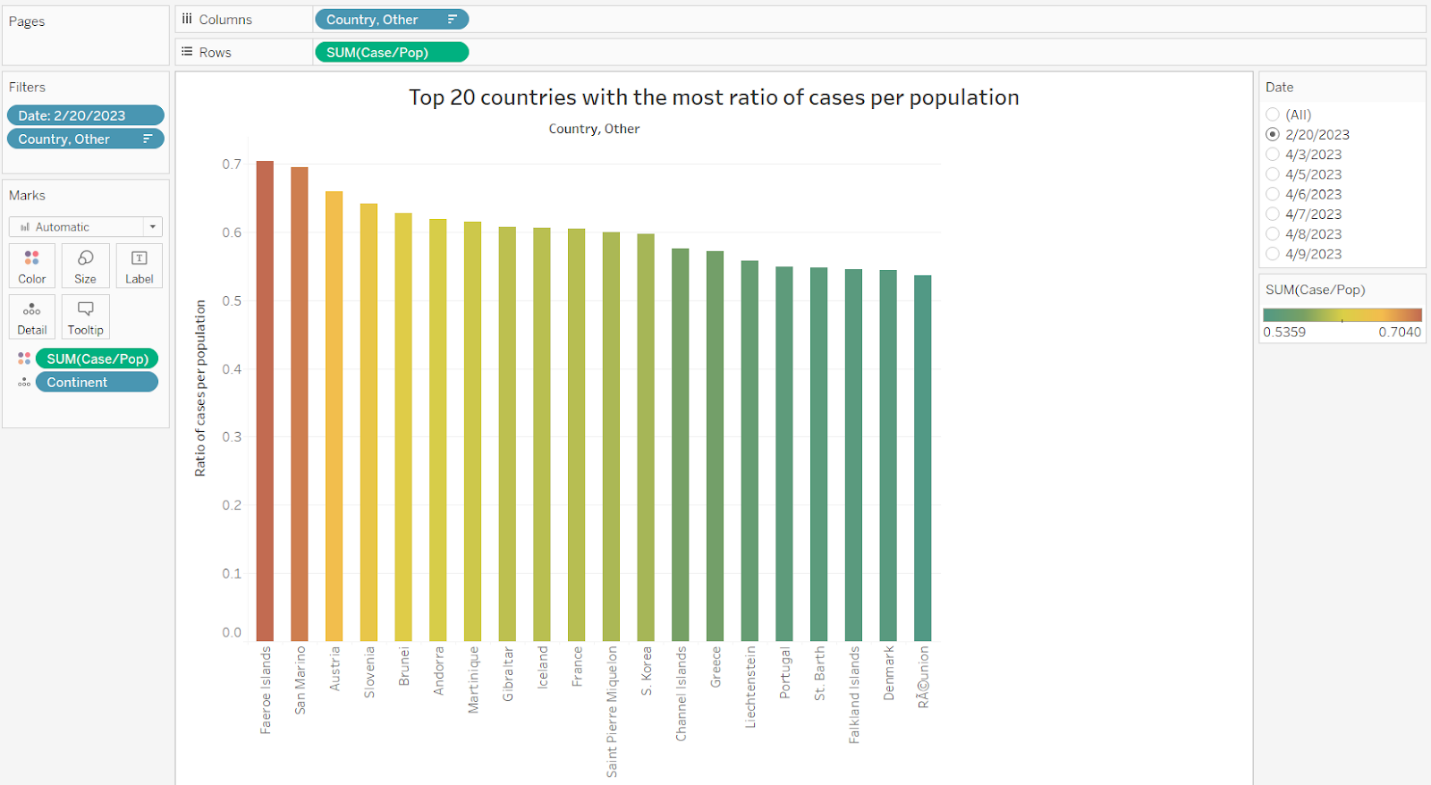 Pages
Columns
Country, Other
Rows
SUM(Case/Pop)
Filters
Date: 2/20/2023
Country, Other
Marks
Automatic
Color
Size
Label
Detail
Tooltip
SUM(Case/Pop)
Continent
Top 20 countries with the most ratio of cases per population
Country, Other
Ratio of cases per population
0.7
0.6
0.5
0.4
0.3
0.2
0.1
0.0
Faeroe Islands
San Marino
Austria
Slovenia
Brunei
Andorra
Martinique
Gibraltar
Iceland
France
Saint Pierre Miquelon
S. Korea
Channel Islands
Greece
Liechtenstein
Portugal
St. Barth
Falkland Islands
Denmark
RÃ©union
Date
(All)
2/20/2023
4/3/2023
4/5/2023
4/6/2023
4/7/2023
4/8/2023
4/9/2023
SUM(Case/Pop)
0.5359 0.7040